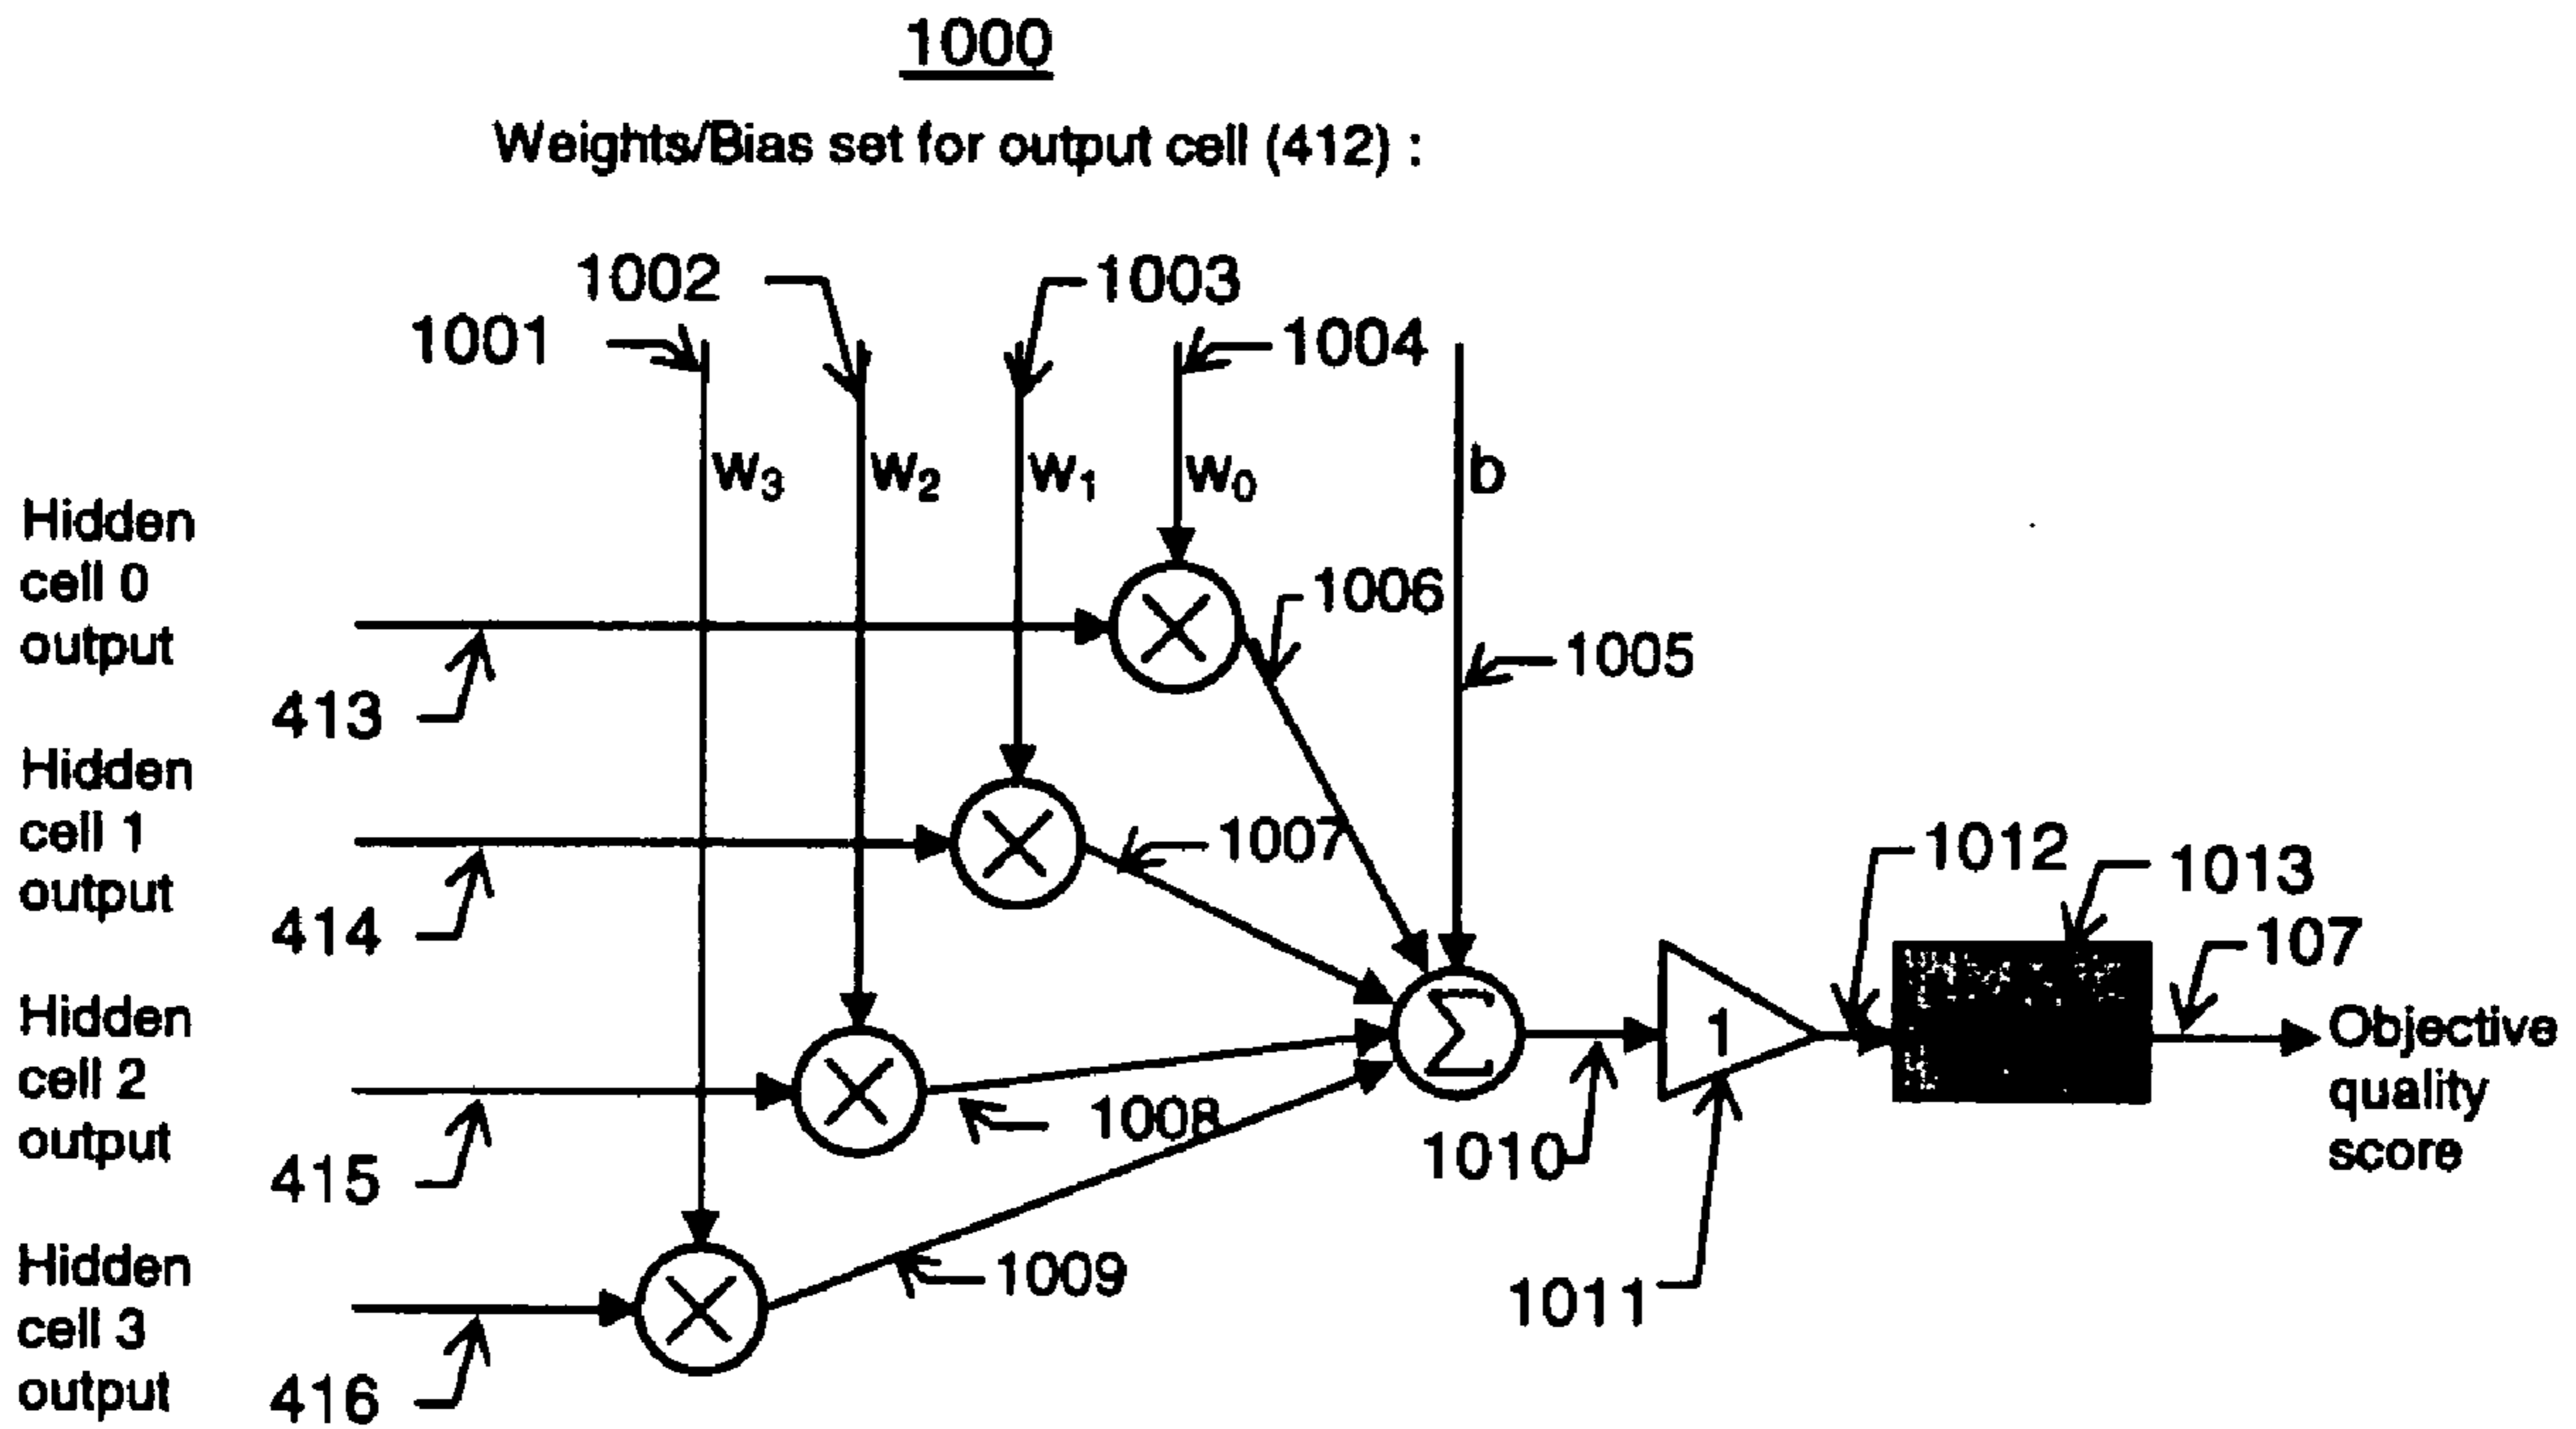 1000
Weights/Bias set for output cell (412) :
1002
1003
1001
1004
w3
w2
w1
w0
b
Hidden
cell 0
output
1006
1005
413
Hidden
cell 1
output
1007
1012
1013
414
107
Hidden
cell 2
output
Σ
1
Objective
quality
score
1008
1010
415
Hidden
cell 3
output
1009
1011
416